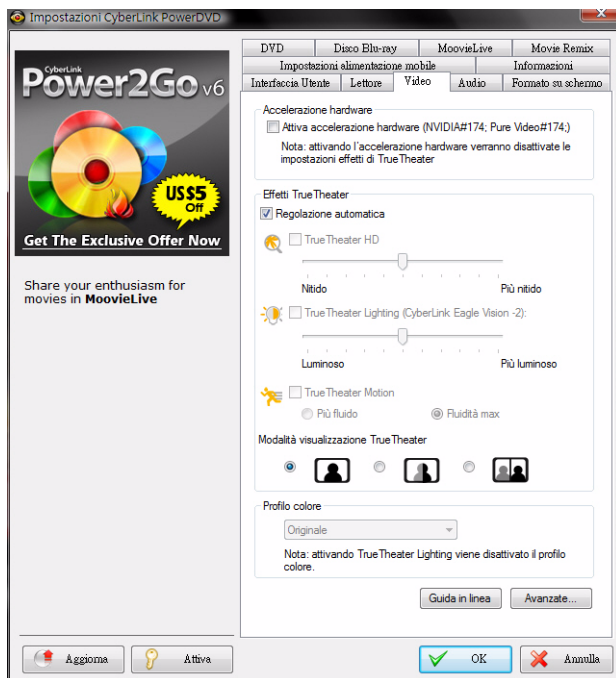 Impostazioni CyberLink PowerDVD
CyberLink
Power2Go v6
US$5
Off
Get The Exclusive Offer Now
Share your enthusiasm for
movies in MoovieLive
DVD
Disco Blu-ray
MoovieLive
Movie Remix
Impostazioni alimentazione mobile
Informazioni
Interfaccia Utente
Lettore
Video
Audio
Formato su schermo
Accelerazione hardware
Attiva accelerazione hardware (NVIDIA#174; Pure Video#174;)
Nota: attivando l'accelerazione hardware verranno disattivate le
impostazioni effetti di TrueTheater
Effetti TrueTheater
Regolazione automatica
TrueTheater HD
Nitido
Più nitido
TrueTheater Lighting (CyberLink Eagle Vision -2):
Luminoso
Più luminoso
TrueTheater Motion
Più fluido
Fluidità max
Modalità visualizzazione TrueTheater
Profilo colore
Originale
Nota: attivando TrueTheater Lighting viene disattivato il profilo
colore.
Guida in linea
Avanzate...
Aggiorna
Attiva
OK
Annulla